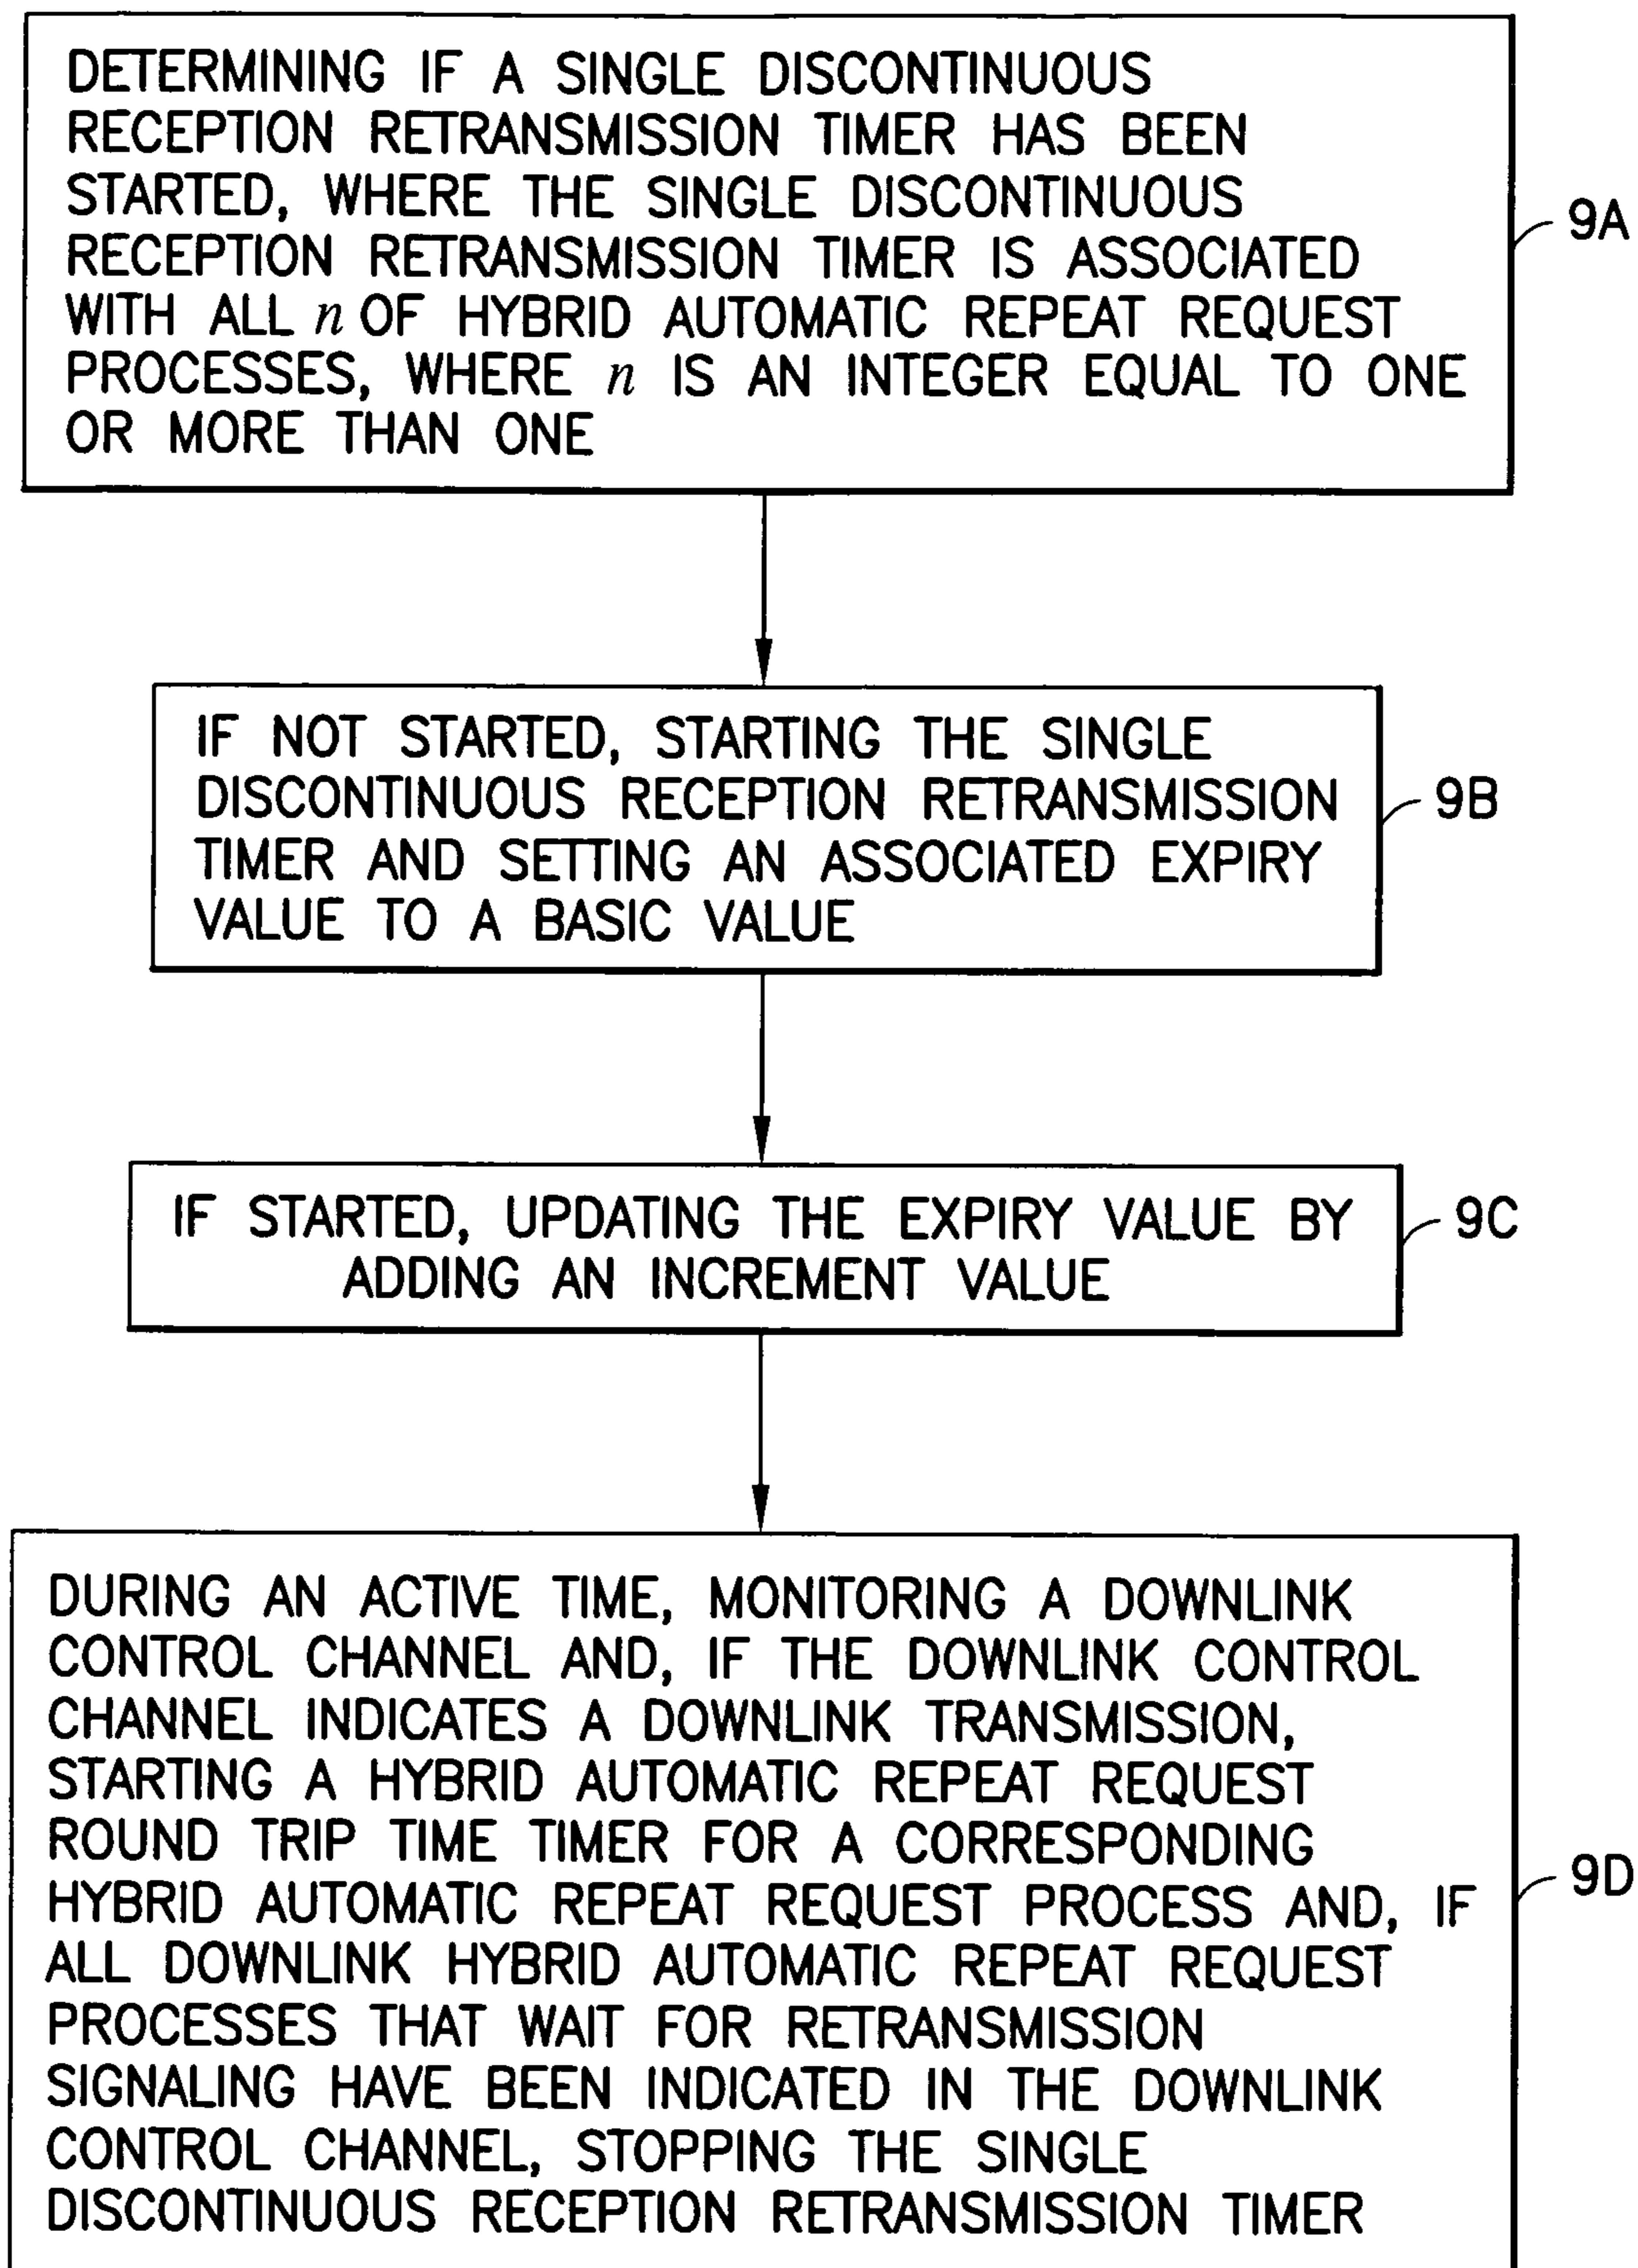 DETERMINING IF A SINGLE DISCONTINUOUS
RECEPTION RETRANSMISSION TIMER HAS BEEN
STARTED, WHERE THE SINGLE DISCONTINUOUS
RECEPTION RETRANSMISSION TIMER IS ASSOCIATED
WITH ALL n OF HYBRID AUTOMATIC REPEAT REQUEST
PROCESSES, WHERE n IS AN INTEGER EQUAL TO ONE
OR MORE THAN ONE
9A
IF NOT STARTED, STARTING THE SINGLE
DISCONTINUOUS RECEPTION RETRANSMISSION
TIMER AND SETTING AN ASSOCIATED EXPIRY
VALUE TO A BASIC VALUE
9B
IF STARTED, UPDATING THE EXPIRY VALUE BY
ADDING AN INCREMENT VALUE
9C
DURING AN ACTIVE TIME, MONITORING A DOWNLINK
CONTROL CHANNEL AND, IF THE DOWNLINK CONTROL
CHANNEL INDICATES A DOWNLINK TRANSMISSION,
STARTING A HYBRID AUTOMATIC REPEAT REQUEST
ROUND TRIP TIME TIMER FOR A CORRESPONDING
HYBRID AUTOMATIC REPEAT REQUEST PROCESS AND, IF
ALL DOWNLINK HYBRID AUTOMATIC REPEAT REQUEST
PROCESSES THAT WAIT FOR RETRANSMISSION
SIGNALING HAVE BEEN INDICATED IN THE DOWNLINK
CONTROL CHANNEL, STOPPING THE SINGLE
DISCONTINUOUS RECEPTION RETRANSMISSION TIMER
9D